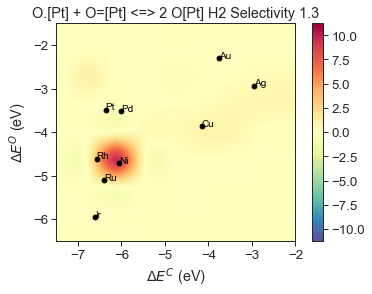 O.[Pt] + O=[Pt] <=> 2 O[Pt] H2 Selectivity 1.3
ΔE^O (eV)
−2
−3
−4
−5
−6
Au
Ag
Pt
Pd
Cu
Rh
Ni
Ru
Ir
−7
−6
−5
−4
−3
−2
ΔE^C (eV)
10.0
7.5
5.0
2.5
0.0
−2.5
−5.0
−7.5
−10.0